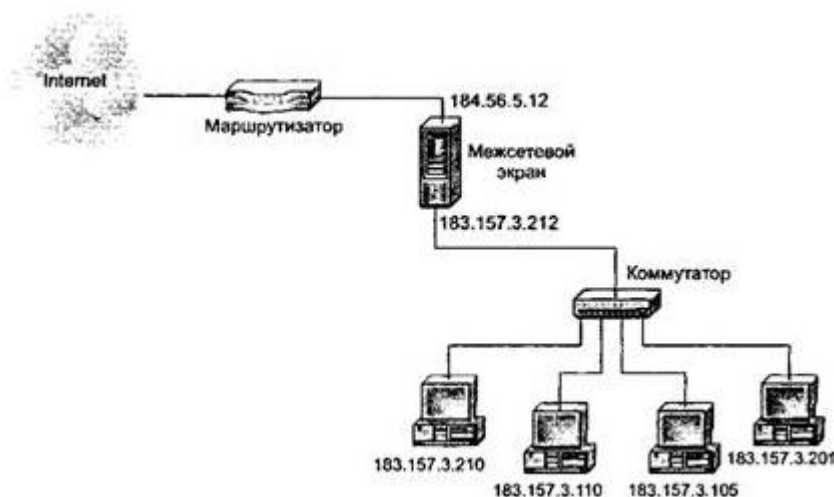 Internet
Маршрутизатор
184.56.5.12
Межсетевой
экран
183.157.3.212
Коммутатор
183.157.3.210
183.157.3.110
183.157.3.105
183.157.3.201